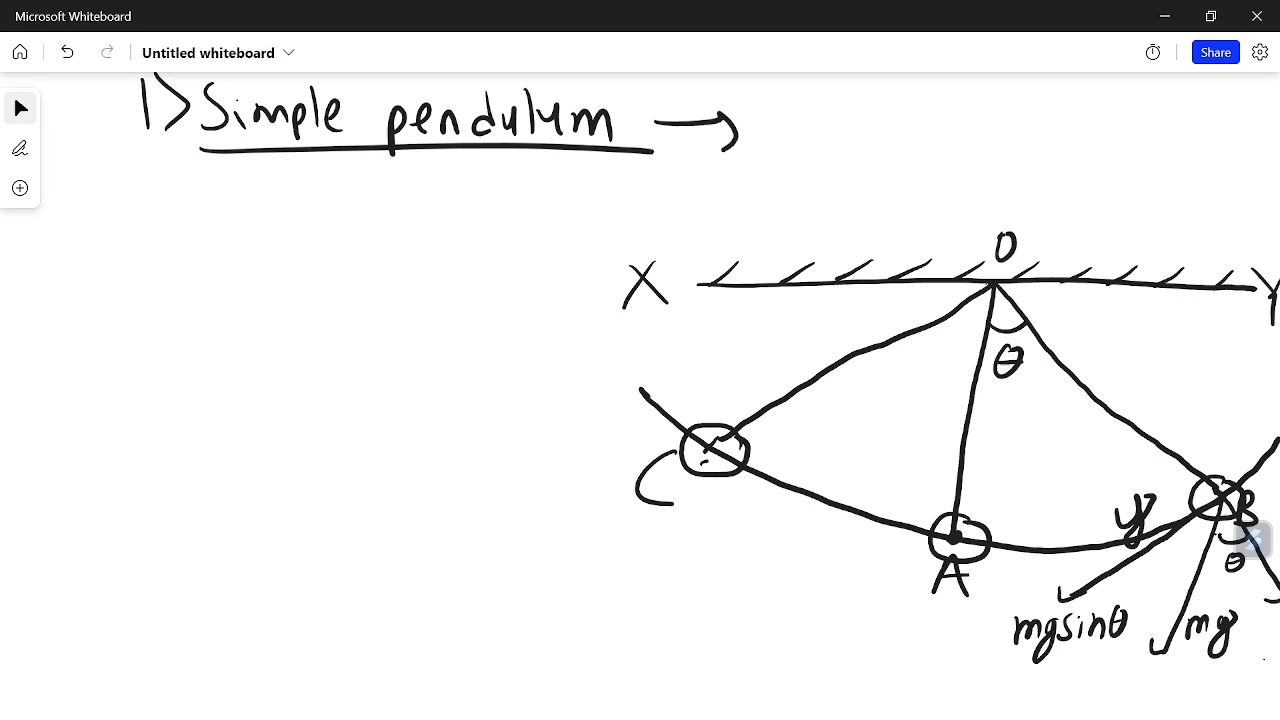 Microsoft Whiteboard
Untitled whiteboard
Share
1) Simple pendulum →
O
X
Y
θ
C
y
B
A
θ
mgsinθ
mg